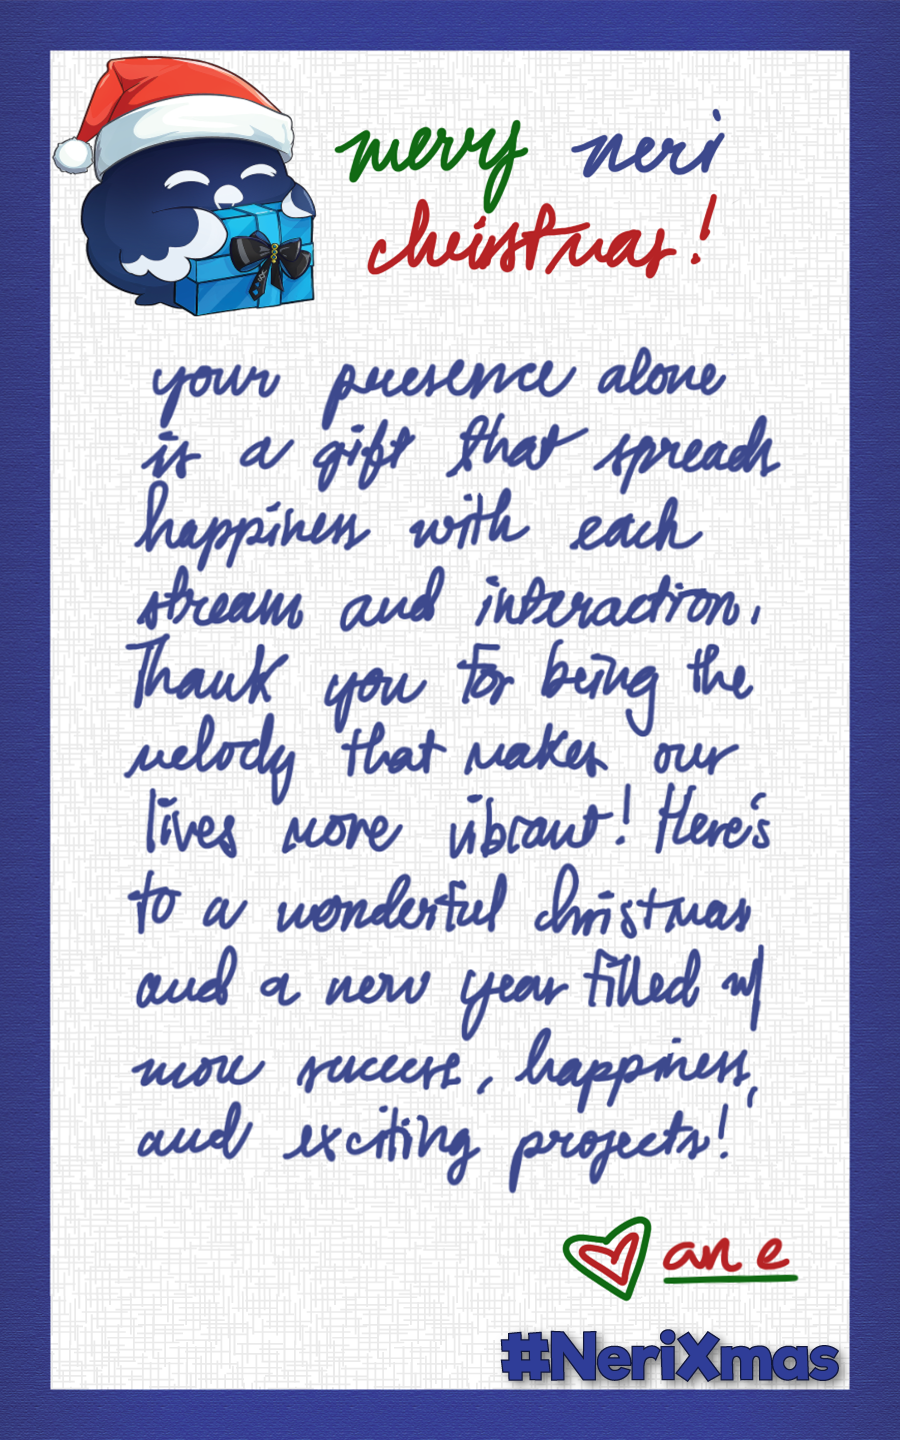 merry neri
christmas!
your presence alone
is a gift that spreads
happiness with each
stream and interaction.
Thank you for being the
melody that makes our
lives more vibrant! Here's
to a wonderful christmas
and a new year filled w/
more success, happiness,
and exciting projects!
ane
#NeriXmas